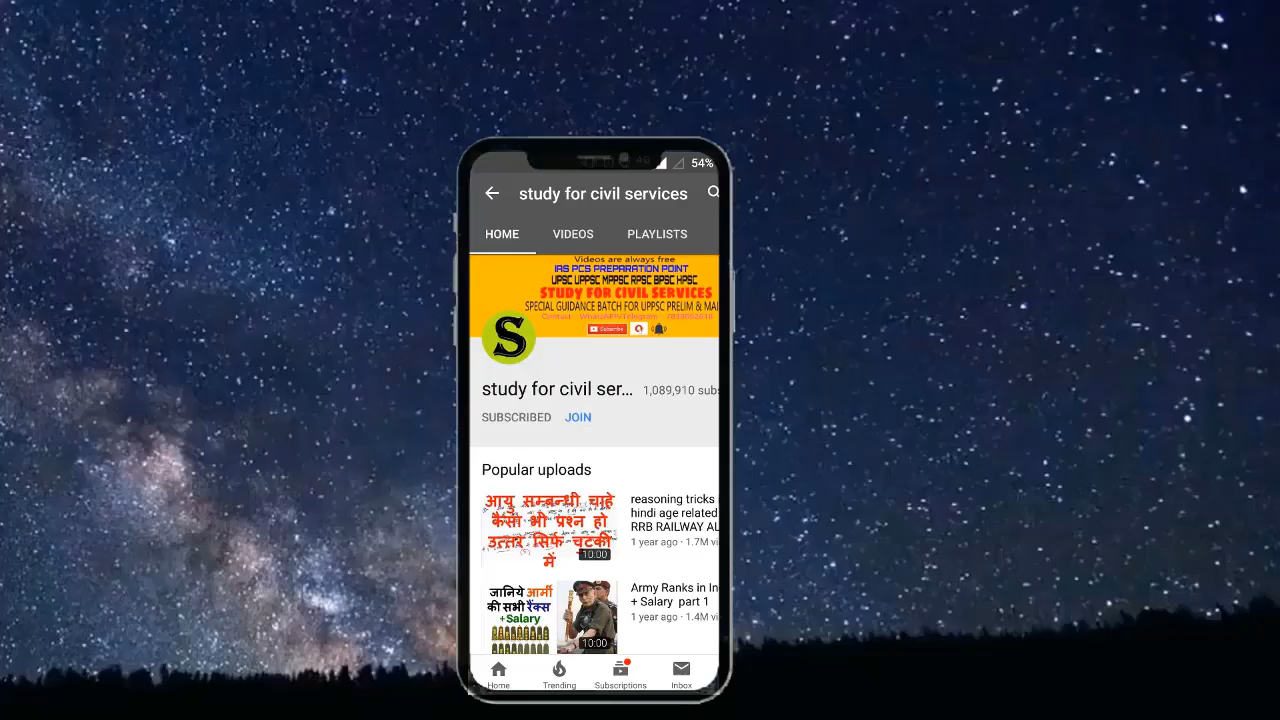 54%
study for civil services
HOME VIDEOS PLAYLISTS
Videos are always free
IAS PCS PREPARATION POINT
UPSC UPPSC MPPSC RPSC BPSC HPSC
STUDY FOR CIVIL SERVICES
SPECIAL GUIDANCE BATCH FOR UPPSC PRELIM & MAI
Contact WhatsAPP/Telegram
Subscribe
S
study for civil ser... 1,089,910 subs
SUBSCRIBED JOIN
Popular uploads
आयु सम्बन्धी चाहे
कैसा भी प्रश्न हो
उत्तर सिर्फ चुटकी
में
10:00
reasoning tricks
hindi age related
RRB RAILWAY AL
1 year ago · 1.7M vi
जानिये आर्मी
की सभी रैंक्स
+Salary
10:00
Army Ranks in In
+ Salary part 1
1 year ago · 1.4M vi
Home Trending Subscriptions Inbox